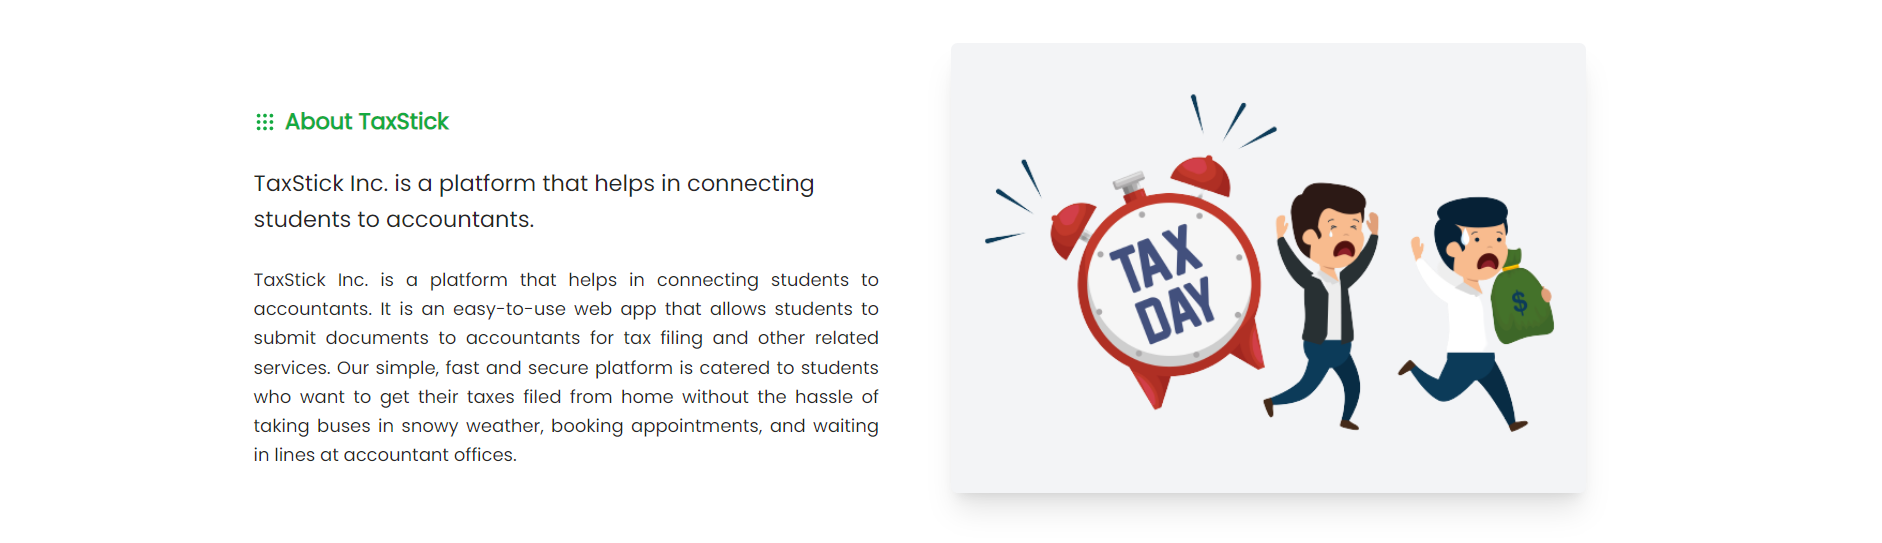 About TaxStick
TaxStick Inc. is a platform that helps in connecting
students to accountants.
TaxStick Inc. is a platform that helps in connecting students to
accountants. It is an easy-to-use web app that allows students to
submit documents to accountants for tax filing and other related
services. Our simple, fast and secure platform is catered to students
who want to get their taxes filed from home without the hassle of
taking buses in snowy weather, booking appointments, and waiting
in lines at accountant offices.
TAX
DAY
$